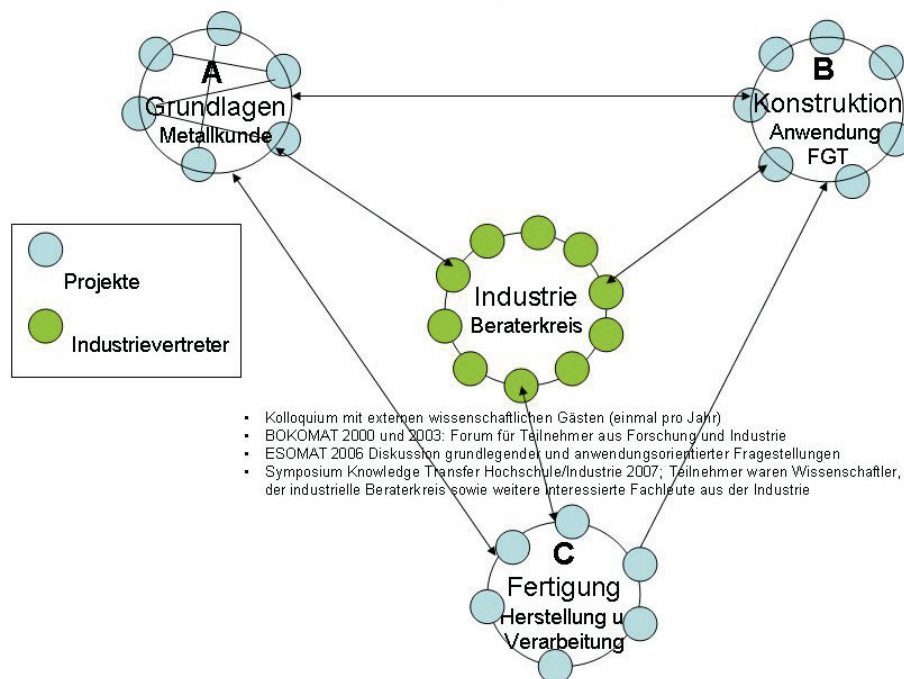 A
Grundlagen
Metallkunde
B
Konstruktion
Anwendung
FGT
Projekte
Industrievertreter
Industrie
Beraterkreis
• Kolloquium mit externen wissenschaftlichen Gästen (einmal pro Jahr)
• BOKOMAT 2000 und 2003: Forum für Teilnehmer aus Forschung und Industrie
• ESOMAT 2006 Diskussion grundlegender und anwendungsorientierter Fragestellungen
• Symposium Knowledge Transfer Hochschule/Industrie 2007; Teilnehmer waren Wissenschaftler,
der industrielle Beraterkreis sowie weitere interessierte Fachleute aus der Industrie
C
Fertigung
Herstellung u
Verarbeitung